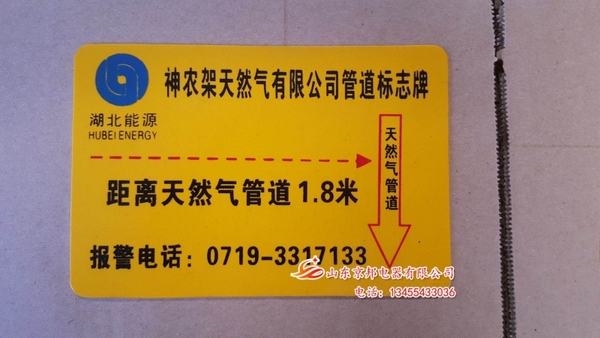 神农架天然气有限公司管道标志牌
湖北能源
HUBEI ENERGY
天然气管道
距离天然气管道1.8米
报警电话：0719-3317133
山东京邦电器有限公司
电话：13455433036